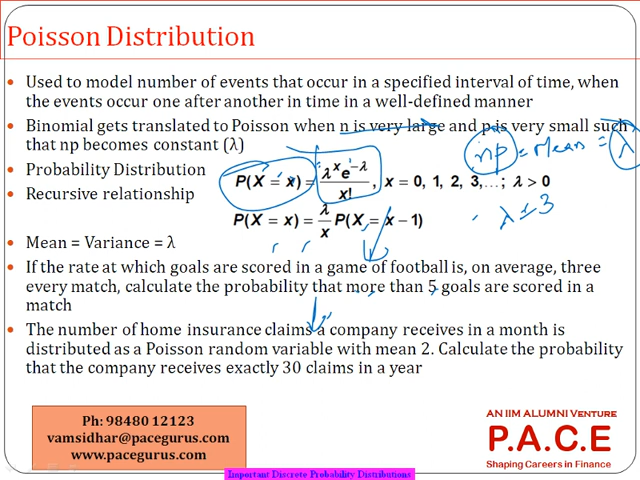 Poisson Distribution
• Used to model number of events that occur in a specified interval of time, when
the events occur one after another in time in a well-defined manner
• Binomial gets translated to Poisson when n is very large and p is very small such
that np becomes constant (λ)
np = Mean = λ
• Probability Distribution
P(X = x) = λ^x e^−λ / x!, x = 0, 1, 2, 3, ...; λ > 0
• Recursive relationship
P(X = x) = λ/x P(X = x − 1)
λ = 3
• Mean = Variance = λ
• If the rate at which goals are scored in a game of football is, on average, three
every match, calculate the probability that more than 5 goals are scored in a
match
• The number of home insurance claims a company receives in a month is
distributed as a Poisson random variable with mean 2. Calculate the probability
that the company receives exactly 30 claims in a year
Ph: 98480 12123
vamsidhar@pacegurus.com
www.pacegurus.com
AN IIM ALUMNI VENTURE
P.A.C.E
Shaping Careers in Finance
Important Discrete Probability Distributions